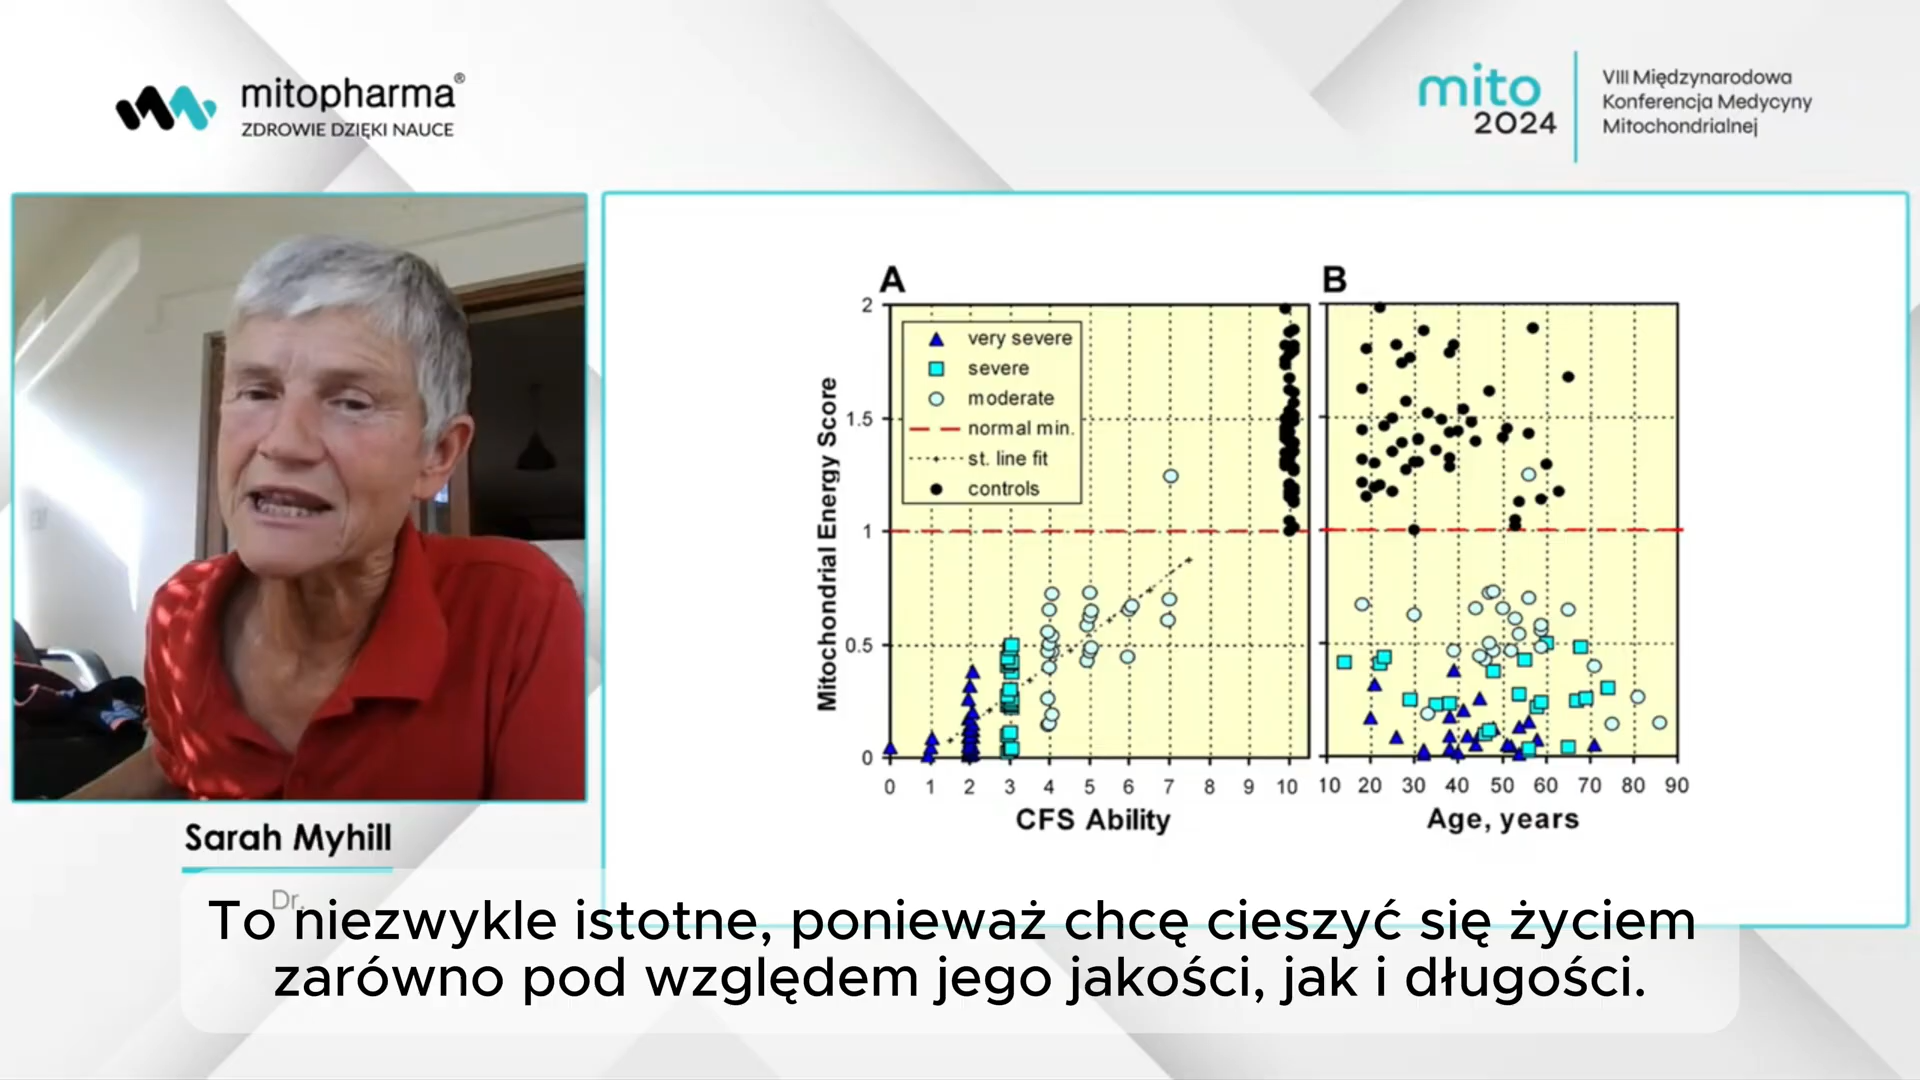 mitopharma®
ZDROWIE DZIĘKI NAUCE
mito
2024
VIII Międzynarodowa
Konferencja Medycyny
Mitochondrialnej
A
B
Mitochondrial Energy Score
2
1.5
1
0.5
0
very severe
severe
moderate
normal min.
st. line fit
controls
0 1 2 3 4 5 6 7 8 9 10
10 20 30 40 50 60 70 80 90
CFS Ability
Age, years
Sarah Myhill
Dr.
To niezwykle istotne, ponieważ chcę cieszyć się życiem
zarówno pod względem jego jakości, jak i długości.